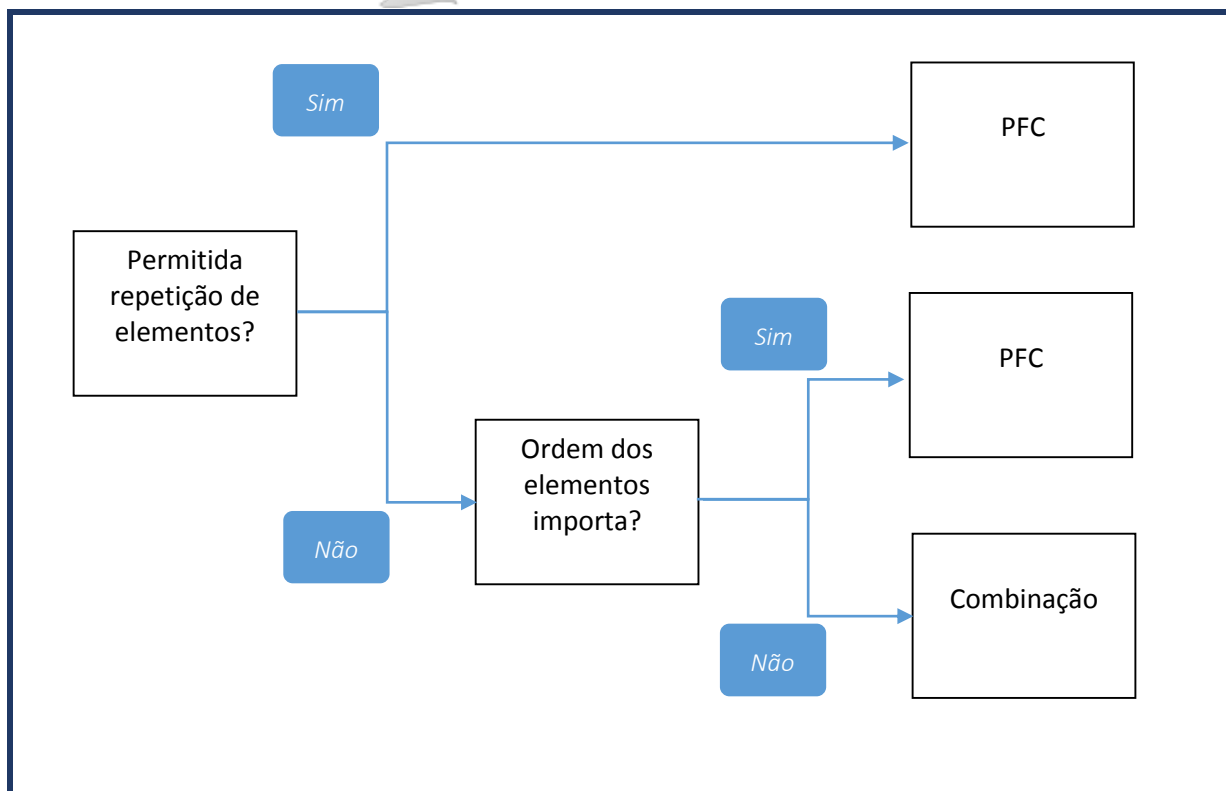 Sim
PFC
Permitida
repetição de
elementos?
Sim
PFC
Ordem dos
elementos
importa?
Não
Combinação
Não